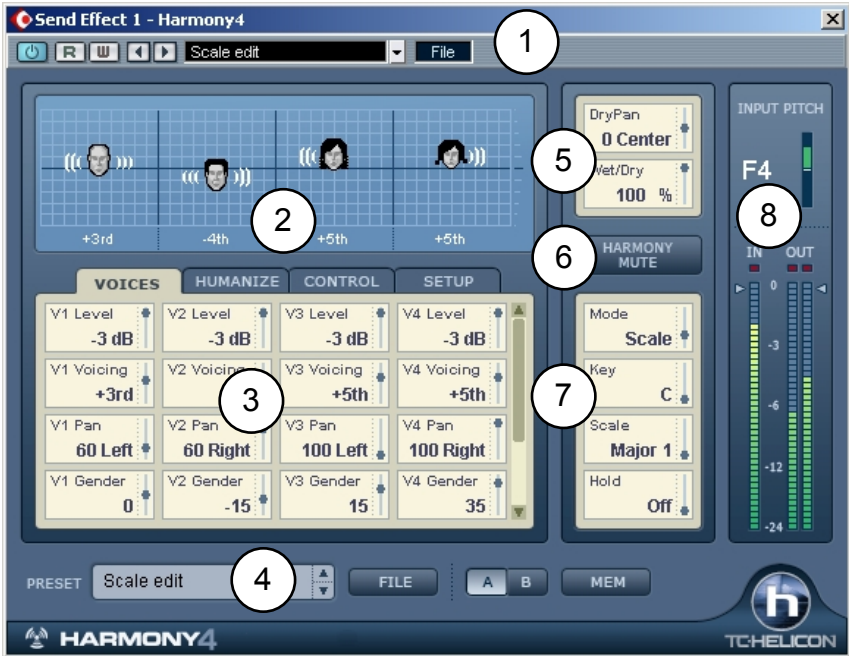 Send Effect 1 - Harmony4
R W Scale edit File
1
DryPan
0 Center
Wet/Dry
100 %
5
INPUT PITCH
F4
8
2
+3rd -4th +5th +5th
6
HARMONY
MUTE
IN OUT
VOICES HUMANIZE CONTROL SETUP
V1 Level V2 Level V3 Level V4 Level
-3 dB -3 dB -3 dB -3 dB
V1 Voicing V2 Voicing V3 Voicing V4 Voicing
+3rd +5th +5th
3
V1 Pan V2 Pan V3 Pan V4 Pan
60 Left 60 Right 100 Left 100 Right
V1 Gender V2 Gender V3 Gender V4 Gender
0 -15 15 35
Mode
Scale
7
Key
C
Scale
Major 1
Hold
Off
0
-3
-6
-12
-24
PRESET Scale edit 4 FILE A B MEM
HARMONY4
h
TC·HELICON